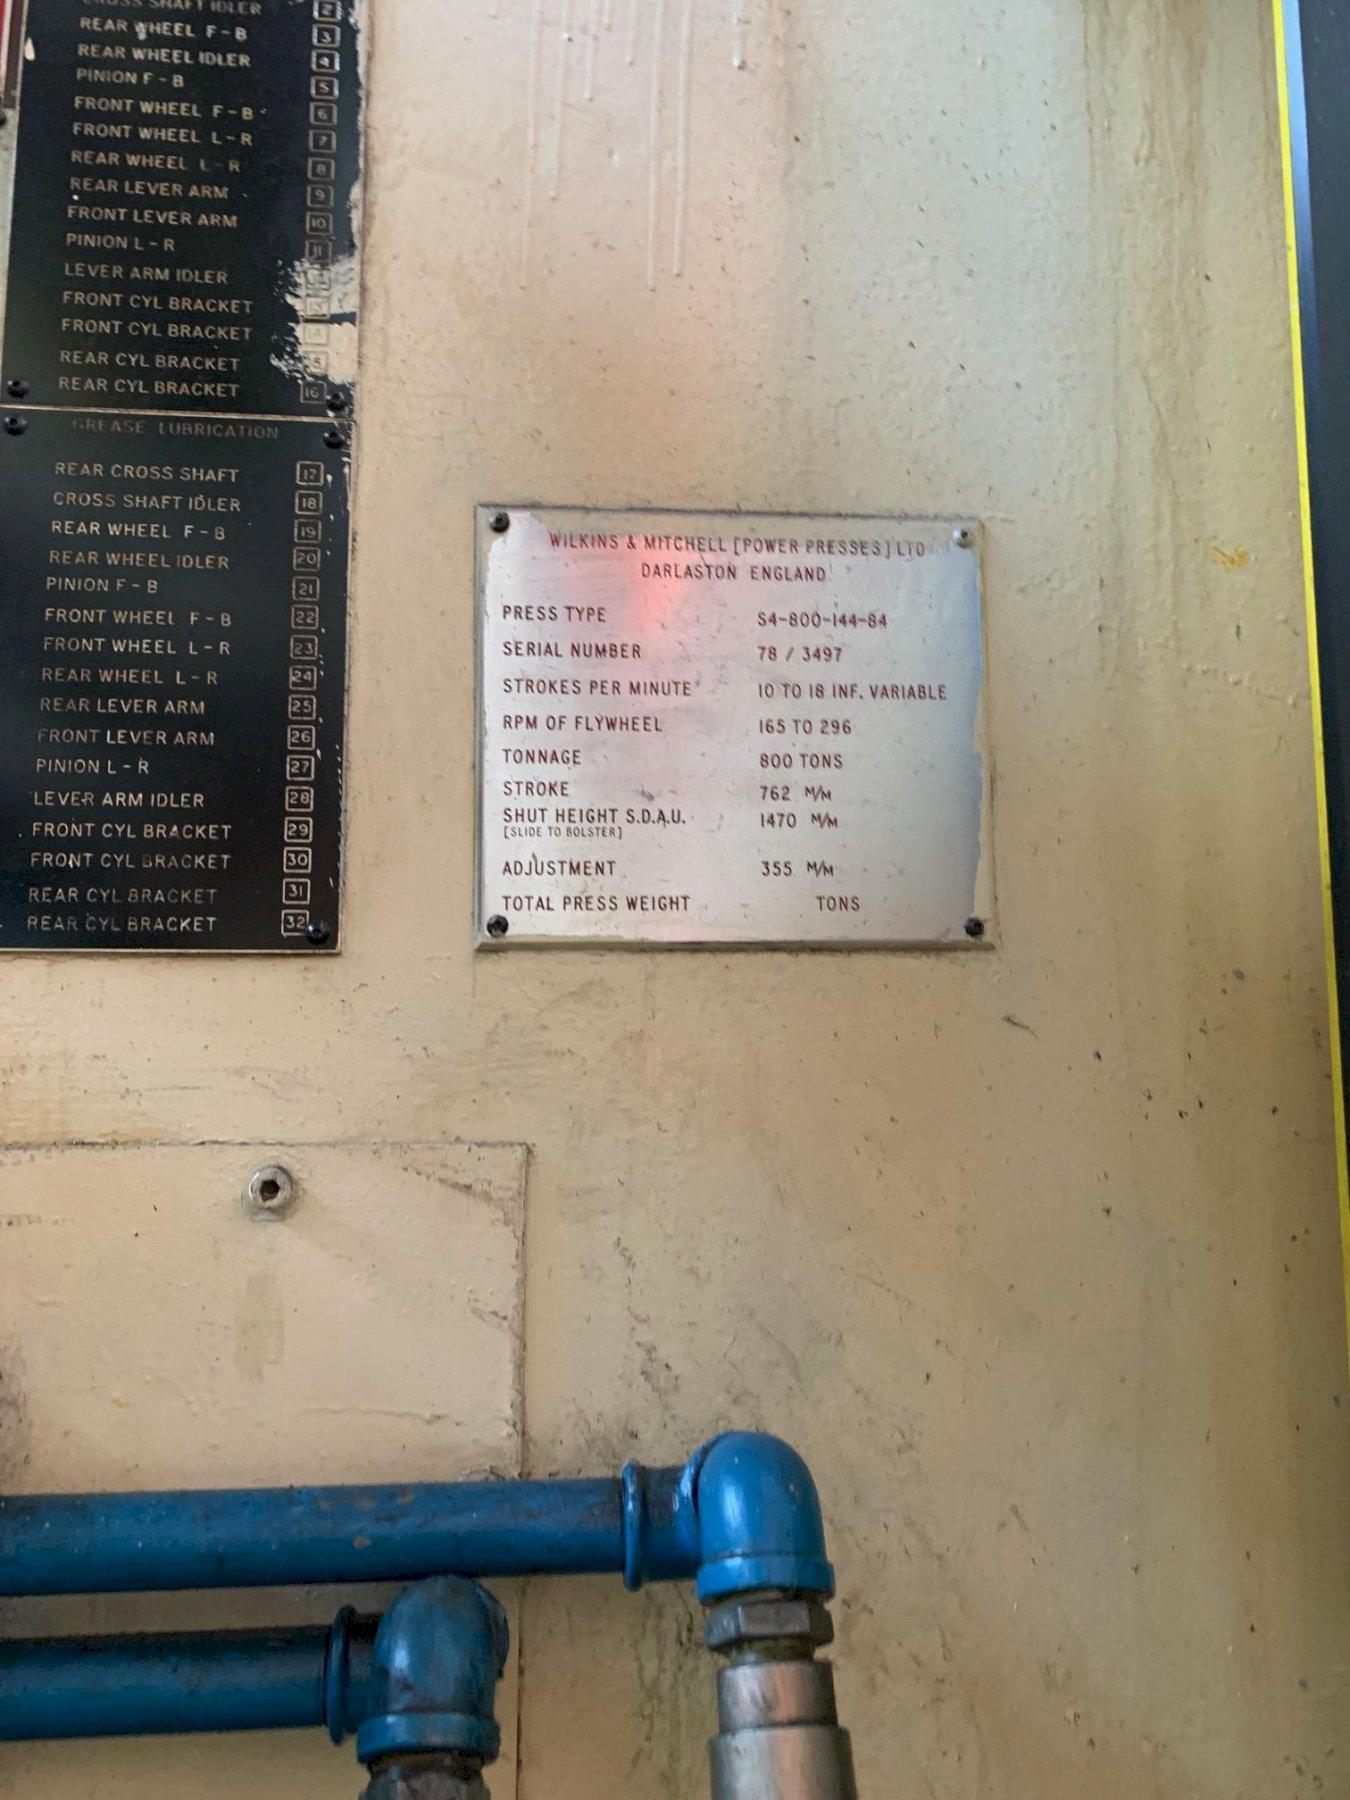 CROSS SHAFT IDLER 2
REAR WHEEL F-B 3
REAR WHEEL IDLER 4
PINION F-B 5
FRONT WHEEL F-B 6
FRONT WHEEL L-R 7
REAR WHEEL L-R 8
REAR LEVER ARM 9
FRONT LEVER ARM 10
PINION L-R 11
LEVER ARM IDLER
FRONT CYL BRACKET 13
FRONT CYL BRACKET 14
REAR CYL BRACKET 5
REAR CYL BRACKET 16
GREASE LUBRICATION
REAR CROSS SHAFT 17
CROSS SHAFT IDLER 18
REAR WHEEL F-B 19
REAR WHEEL IDLER 20
PINION F-B 21
FRONT WHEEL F-B 22
FRONT WHEEL L-R 23
REAR WHEEL L-R 24
REAR LEVER ARM 25
FRONT LEVER ARM 26
PINION L-R 27
LEVER ARM IDLER 28
FRONT CYL BRACKET 29
FRONT CYL BRACKET 30
REAR CYL BRACKET 31
REAR CYL BRACKET 32
WILKINS & MITCHELL [POWER PRESSES] LTD
DARLASTON ENGLAND
PRESS TYPE S4-800-144-84
SERIAL NUMBER 78 / 3497
STROKES PER MINUTE 10 TO 18 INF. VARIABLE
RPM OF FLYWHEEL 165 TO 296
TONNAGE 800 TONS
STROKE 762 M/M
SHUT HEIGHT S.D.A.U. 1470 M/M
[SLIDE TO BOLSTER]
ADJUSTMENT 355 M/M
TOTAL PRESS WEIGHT TONS